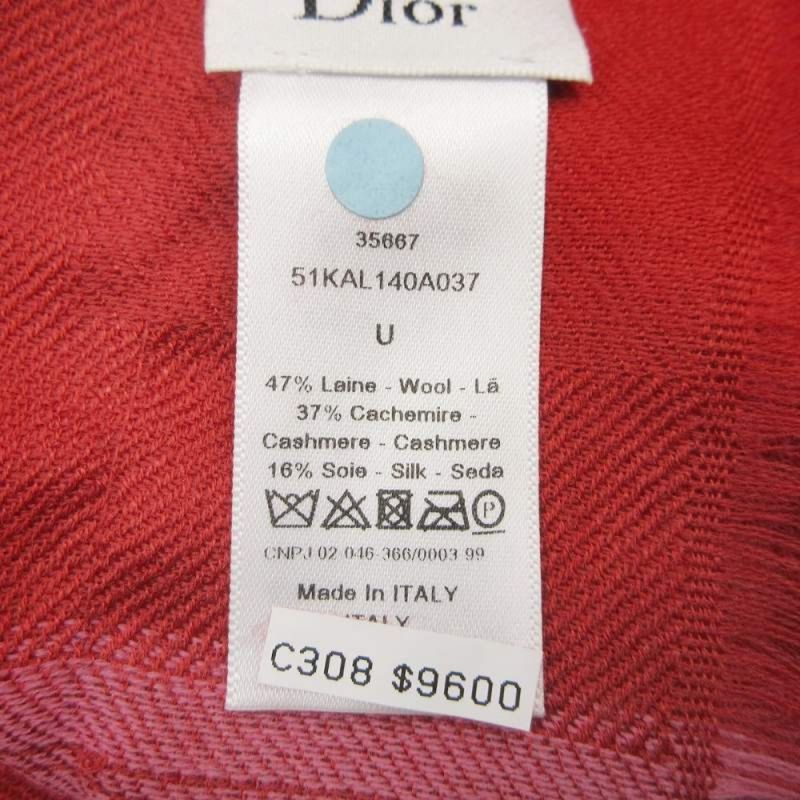 Dior
35667
51KAL140A037
U
47% Laine - Wool - Lã
37% Cachemire -
Cashmere - Cashmere
16% Soie - Silk - Seda
P
CNPJ 02 046-366/0003 99
Made In ITALY
ITALY
C308 $9600